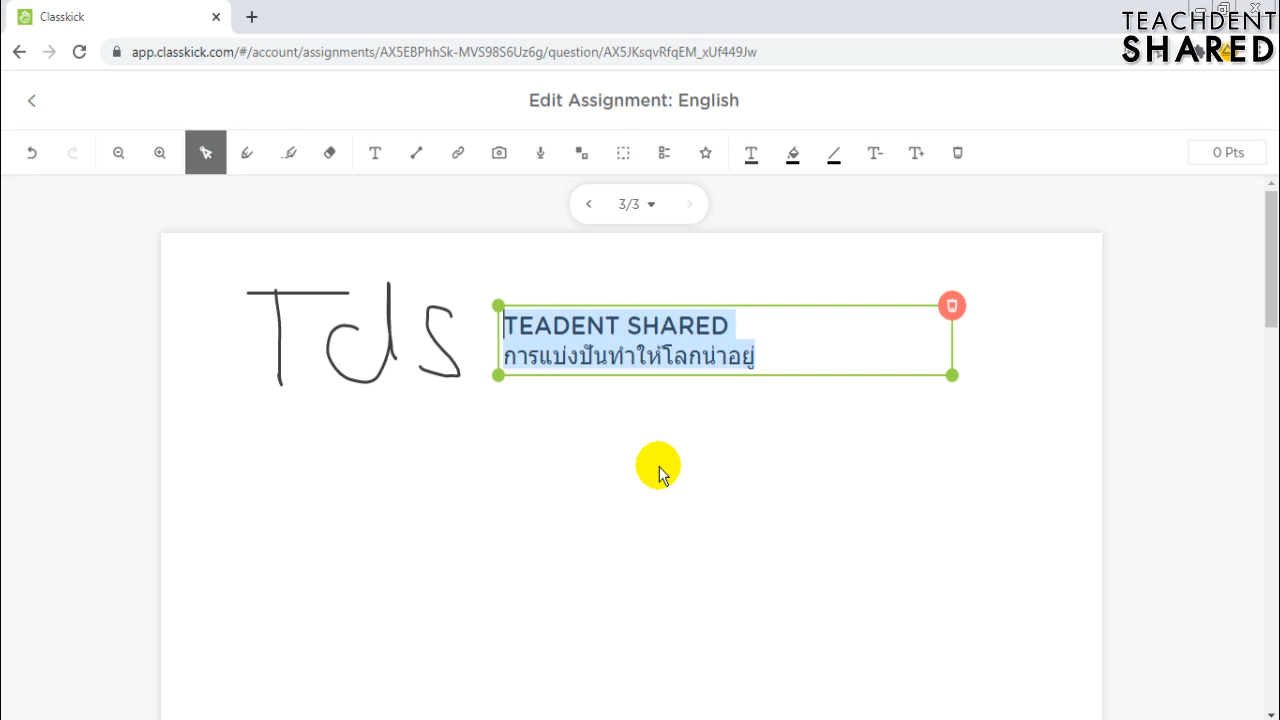 Classkick
TEACHDENT
SHARED
app.classkick.com/#/account/assignments/AX5EBPhhSk-MVS98S6Uz6g/question/AX5JKsqvRfqEM_xUf449Jw
Edit Assignment: English
T T T- T+ 0 Pts
3/3
Tds
TEADENT SHARED
การแบ่งปันทำให้โลกน่าอยู่